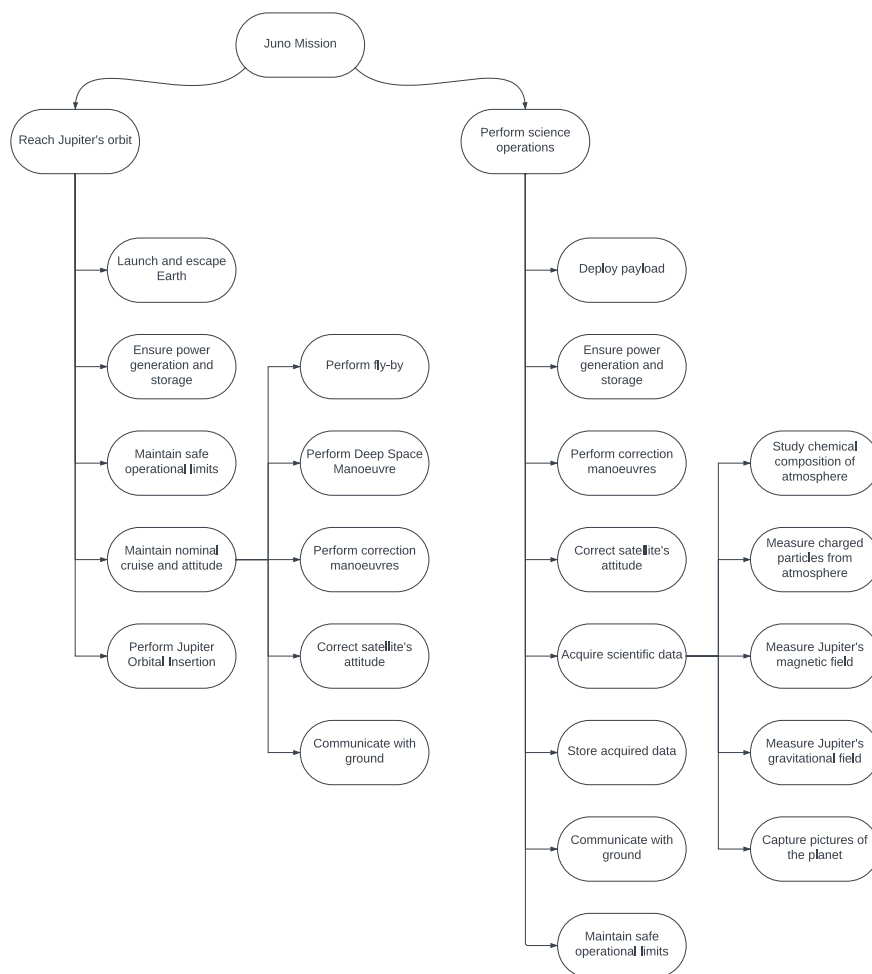 Juno Mission
Reach Jupiter's orbit
Perform science
operations
Launch and escape
Earth
Ensure power
generation and
storage
Maintain safe
operational limits
Maintain nominal
cruise and attitude
Perform Jupiter
Orbital Insertion
Perform fly-by
Perform Deep Space
Manoeuvre
Perform correction
manoeuvres
Correct satellite's
attitude
Communicate with
ground
Deploy payload
Ensure power
generation and
storage
Perform correction
manoeuvres
Correct satellite's
attitude
Acquire scientific data
Store acquired data
Communicate with
ground
Maintain safe
operational limits
Study chemical
composition of
atmosphere
Measure charged
particles from
atmosphere
Measure Jupiter's
magnetic field
Measure Jupiter's
gravitational field
Capture pictures of
the planet